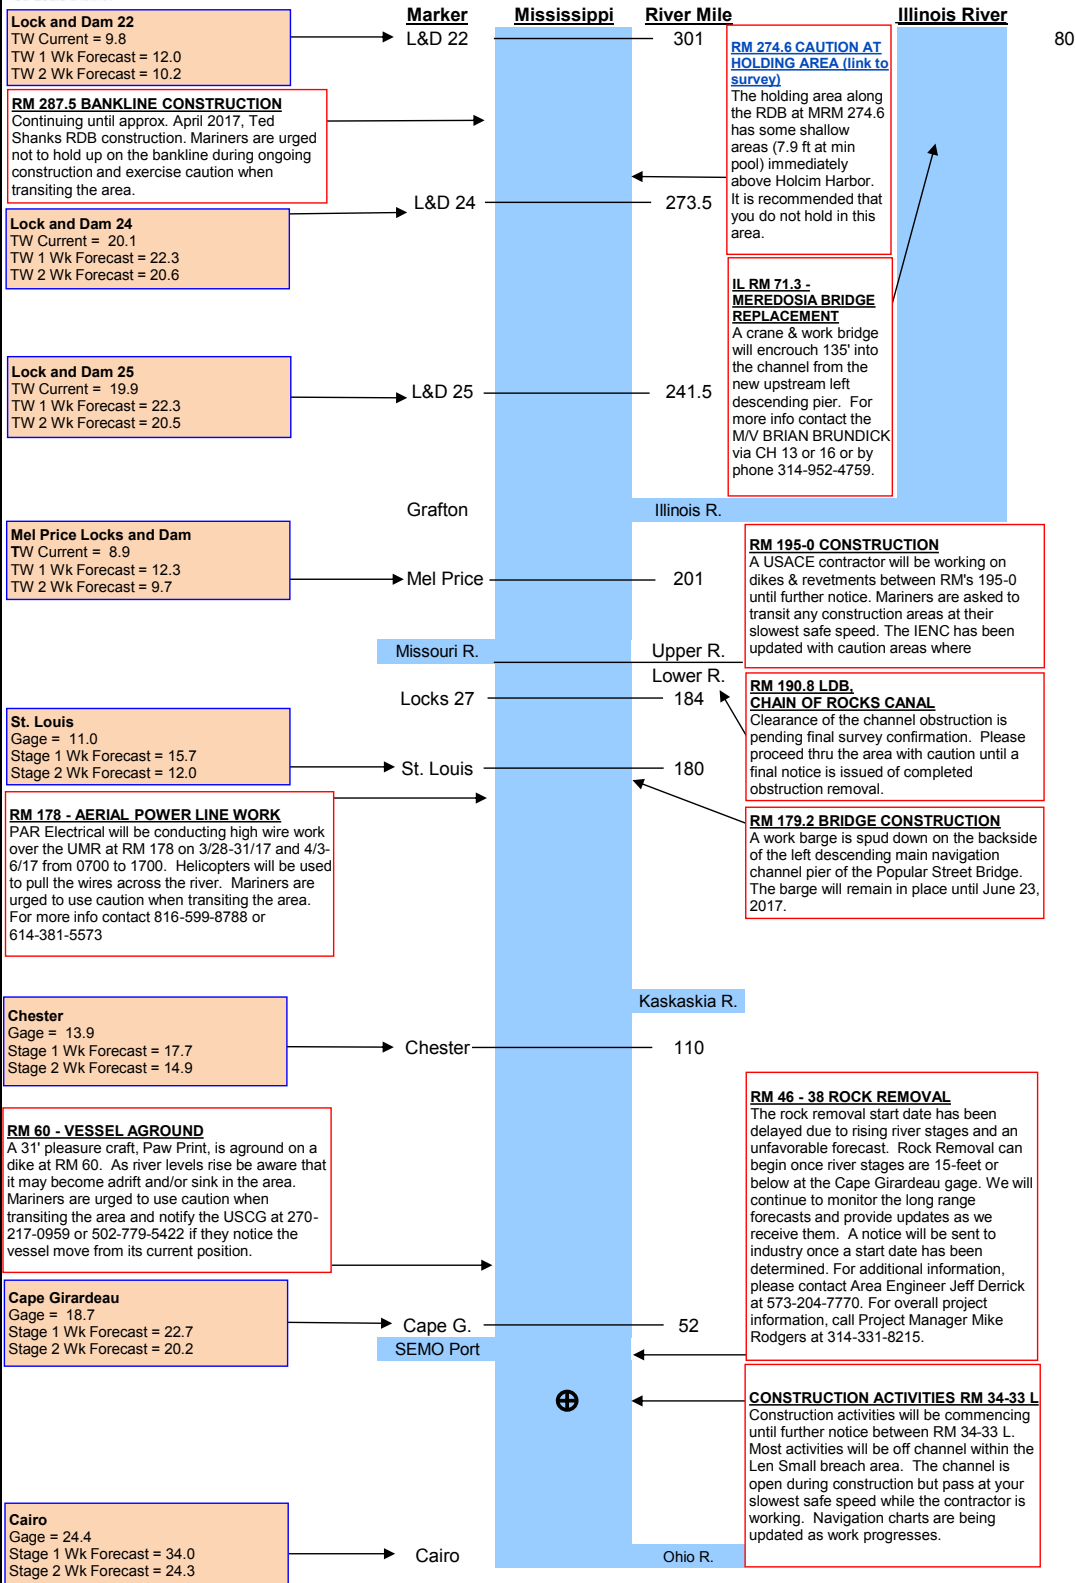 Marker
Mississippi
River Mile
Illinois River
Lock and Dam 22
TW Current = 9.8
TW 1 Wk Forecast = 12.0
TW 2 Wk Forecast = 10.2
L&D 22
301
80
RM 287.5 BANKLINE CONSTRUCTION
Continuing until approx. April 2017, Ted
Shanks RDB construction. Mariners are urged
not to hold up on the bankline during ongoing
construction and exercise caution when
transiting the area.
RM 274.6 CAUTION AT
HOLDING AREA (link to
survey)
The holding area along
the RDB at MRM 274.6
has some shallow
areas (7.9 ft at min
pool) immediately
above Holcim Harbor.
It is recommended that
you do not hold in this
area.
Lock and Dam 24
TW Current =  20.1
TW 1 Wk Forecast = 22.3
TW 2 Wk Forecast = 20.6
L&D 24
273.5
IL RM 71.3 -
MEREDOSIA BRIDGE
REPLACEMENT
A crane & work bridge
will encrouch 135' into
the channel from the
new upstream left
descending pier.  For
more info contact the
M/V BRIAN BRUNDICK
via CH 13 or 16 or by
phone 314-952-4759.
Lock and Dam 25
TW Current =  19.9
TW 1 Wk Forecast = 22.3
TW 2 Wk Forecast = 20.5
L&D 25
241.5
Grafton
Illinois R.
Mel Price Locks and Dam
TW Current =  8.9
TW 1 Wk Forecast = 12.3
TW 2 Wk Forecast = 9.7
Mel Price
201
RM 195-0 CONSTRUCTION
A USACE contractor will be working on
dikes & revetments between RM's 195-0
until further notice. Mariners are asked to
transit any construction areas at their
slowest safe speed. The IENC has been
updated with caution areas where
Missouri R.
Upper R.
Lower R.
Locks 27
184
RM 190.8 LDB,
CHAIN OF ROCKS CANAL
Clearance of the channel obstruction is
pending final survey confirmation.  Please
proceed thru the area with caution until a
final notice is issued of completed
obstruction removal.
St. Louis
Gage =  11.0
Stage 1 Wk Forecast = 15.7
Stage 2 Wk Forecast = 12.0
St. Louis
180
RM 178 - AERIAL POWER LINE WORK
PAR Electrical will be conducting high wire work
over the UMR at RM 178 on 3/28-31/17 and 4/3-
6/17 from 0700 to 1700.  Helicopters will be used
to pull the wires across the river.  Mariners are
urged to use caution when transiting the area.
For more info contact 816-599-8788 or
614-381-5573
RM 179.2 BRIDGE CONSTRUCTION
A work barge is spud down on the backside
of the left descending main navigation
channel pier of the Popular Street Bridge.
The barge will remain in place until June 23,
2017.
Kaskaskia R.
Chester
Gage =  13.9
Stage 1 Wk Forecast = 17.7
Stage 2 Wk Forecast = 14.9
Chester
110
RM 60 - VESSEL AGROUND
A 31' pleasure craft, Paw Print, is aground on a
dike at RM 60.  As river levels rise be aware that
it may become adrift and/or sink in the area.
Mariners are urged to use caution when
transiting the area and notify the USCG at 270-
217-0959 or 502-779-5422 if they notice the
vessel move from its current position.
RM 46 - 38 ROCK REMOVAL
The rock removal start date has been
delayed due to rising river stages and an
unfavorable forecast.  Rock Removal can
begin once river stages are 15-feet or
below at the Cape Girardeau gage. We will
continue to monitor the long range
forecasts and provide updates as we
receive them.  A notice will be sent to
industry once a start date has been
determined. For additional information,
please contact Area Engineer Jeff Derrick
at 573-204-7770. For overall project
information, call Project Manager Mike
Rodgers at 314-331-8215.
Cape Girardeau
Gage =  18.7
Stage 1 Wk Forecast = 22.7
Stage 2 Wk Forecast = 20.2
Cape G.
52
SEMO Port
CONSTRUCTION ACTIVITIES RM 34-33 L
Construction activities will be commencing
until further notice between RM 34-33 L.
Most activities will be off channel within the
Len Small breach area.  The channel is
open during construction but pass at your
slowest safe speed while the contractor is
working.  Navigation charts are being
updated as work progresses.
Cairo
Gage = 24.4
Stage 1 Wk Forecast = 34.0
Stage 2 Wk Forecast = 24.3
Cairo
Ohio R.